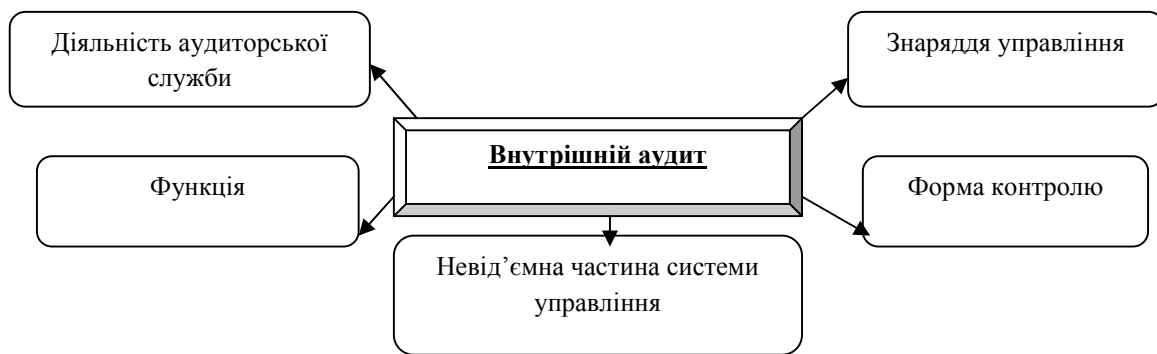 Діяльність аудиторської
служби
Знаряддя управління
Внутрішній аудит
Функція
Форма контролю
Невід’ємна частина системи
управління